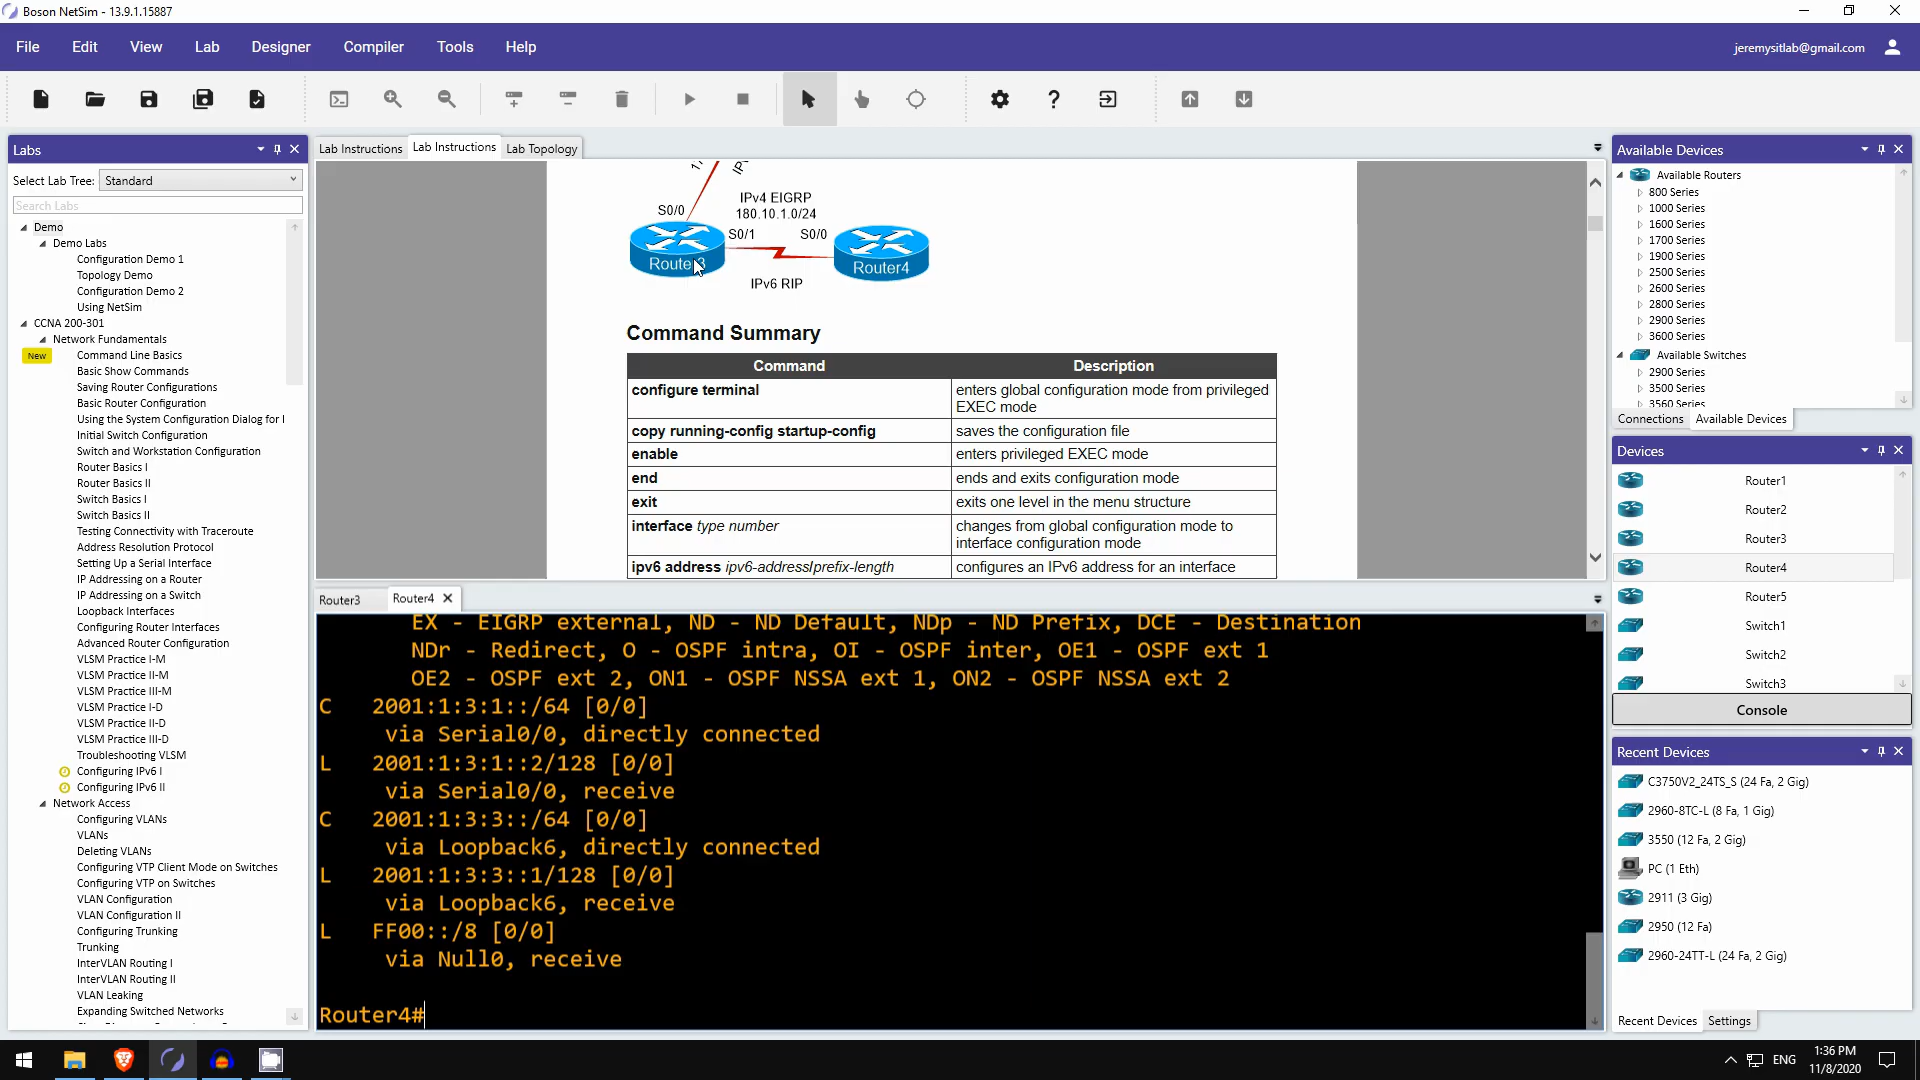 Boson NetSim - 13.9.1.15887
File Edit View Lab Designer Compiler Tools Help
jeremysitlab@gmail.com
Labs
Select Lab Tree: Standard
Search Labs
Demo
Demo Labs
Configuration Demo 1
Topology Demo
Configuration Demo 2
Using NetSim
CCNA 200-301
Network Fundamentals
New Command Line Basics
Basic Show Commands
Saving Router Configurations
Basic Router Configuration
Using the System Configuration Dialog for I
Initial Switch Configuration
Switch and Workstation Configuration
Router Basics I
Router Basics II
Switch Basics I
Switch Basics II
Testing Connectivity with Traceroute
Address Resolution Protocol
Setting Up a Serial Interface
IP Addressing on a Router
IP Addressing on a Switch
Loopback Interfaces
Configuring Router Interfaces
Advanced Router Configuration
VLSM Practice I-M
VLSM Practice II-M
VLSM Practice III-M
VLSM Practice I-D
VLSM Practice II-D
VLSM Practice III-D
Troubleshooting VLSM
Configuring IPv6 I
Configuring IPv6 II
Network Access
Configuring VLANs
VLANs
Deleting VLANs
Configuring VTP Client Mode on Switches
Configuring VTP on Switches
VLAN Configuration
VLAN Configuration II
Configuring Trunking
Trunking
InterVLAN Routing I
InterVLAN Routing II
VLAN Leaking
Expanding Switched Networks
Lab Instructions Lab Instructions Lab Topology
IPv4 EIGRP
180.10.1.0/24
S0/0
S0/1 S0/0
Router3 Router4
IPv6 RIP
Command Summary
Command Description
configure terminal enters global configuration mode from privileged
EXEC mode
copy running-config startup-config saves the configuration file
enable enters privileged EXEC mode
end ends and exits configuration mode
exit exits one level in the menu structure
interface type number changes from global configuration mode to
interface configuration mode
ipv6 address ipv6-address/prefix-length configures an IPv6 address for an interface
Router3 Router4
EX - EIGRP external, ND - ND Default, NDp - ND Prefix, DCE - Destination
NDr - Redirect, O - OSPF intra, OI - OSPF inter, OE1 - OSPF ext 1
OE2 - OSPF ext 2, ON1 - OSPF NSSA ext 1, ON2 - OSPF NSSA ext 2
C 2001:1:3:1::/64 [0/0]
via Serial0/0, directly connected
L 2001:1:3:1::2/128 [0/0]
via Serial0/0, receive
C 2001:1:3:3::/64 [0/0]
via Loopback6, directly connected
L 2001:1:3:3::1/128 [0/0]
via Loopback6, receive
L FF00::/8 [0/0]
via Null0, receive
Router4#
Available Devices
Available Routers
800 Series
1000 Series
1600 Series
1700 Series
1900 Series
2500 Series
2600 Series
2800 Series
2900 Series
3600 Series
Available Switches
2900 Series
3500 Series
3560 Series
Connections Available Devices
Devices
Router1
Router2
Router3
Router4
Router5
Switch1
Switch2
Switch3
Console
Recent Devices
C3750V2_24TS_S (24 Fa, 2 Gig)
2960-8TC-L (8 Fa, 1 Gig)
3550 (12 Fa, 2 Gig)
PC (1 Eth)
2911 (3 Gig)
2950 (12 Fa)
2960-24TT-L (24 Fa, 2 Gig)
Recent Devices Settings
ENG
1:36 PM
11/8/2020